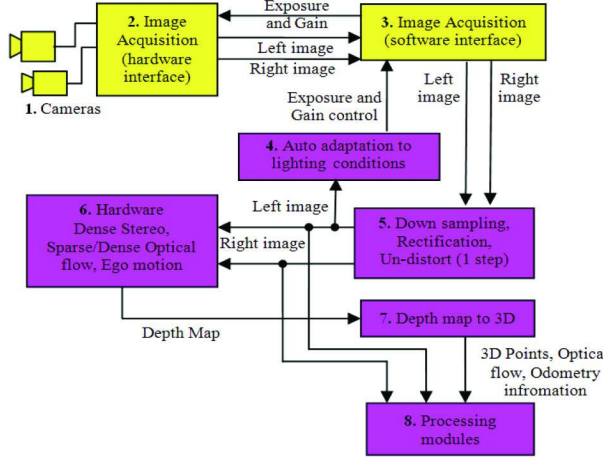 2. Image
Acquisition
(hardware
interface)
Exposure
and Gain
Left image
Right image
3. Image Acquisition
(software interface)
1. Cameras
Exposure and
Gain control
Left
image
Right
image
4. Auto adaptation to
lighting conditions
6. Hardware
Dense Stereo,
Sparse/Dense Optical
flow, Ego motion
Left image
Right image
5. Down sampling,
Rectification,
Un-distort (1 step)
Depth Map
7. Depth map to 3D
3D Points, Optical
flow, Odometry
infromation
8. Processing
modules